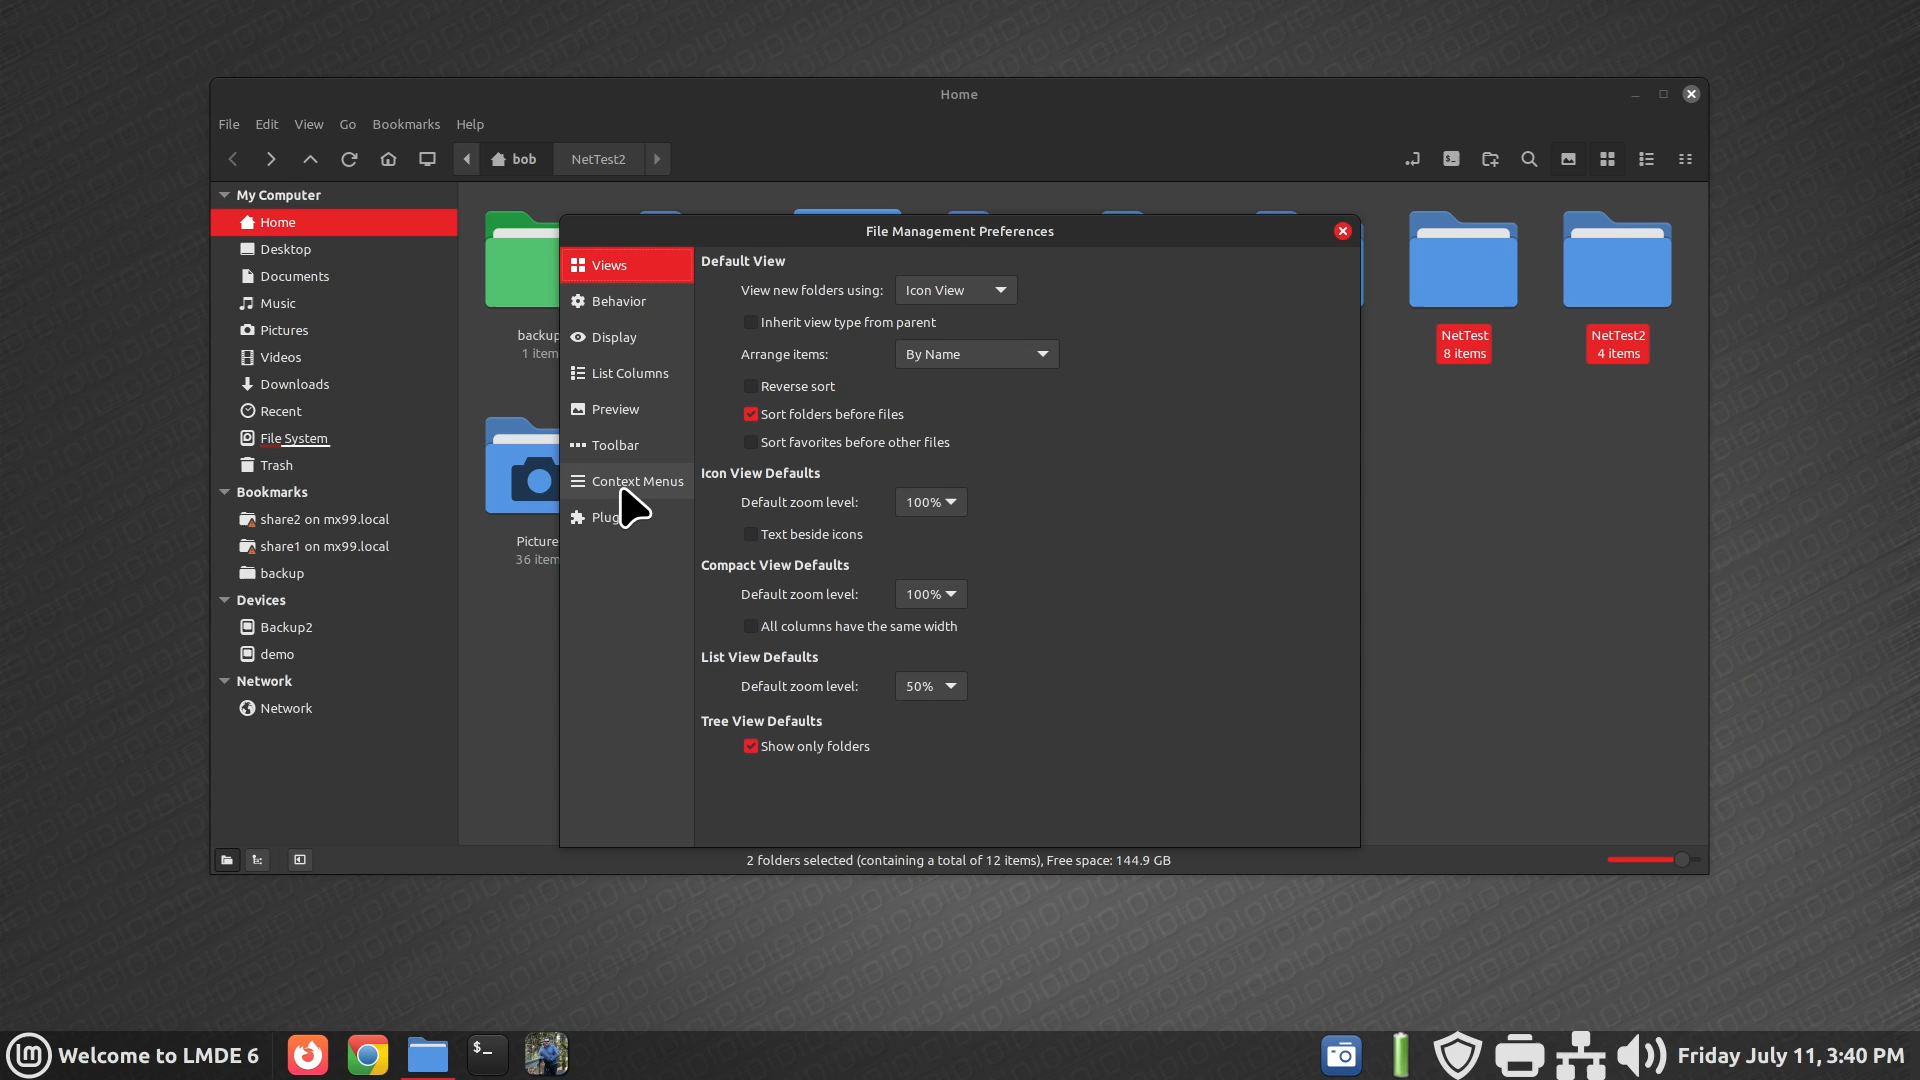 Home
File Edit View Go Bookmarks Help
bob NetTest2
My Computer
Home
Desktop
Documents
Music
Pictures
Videos
Downloads
Recent
File System
Trash
Bookmarks
share2 on mx99.local
share1 on mx99.local
backup
Devices
Backup2
demo
Network
Network
backup
1 item
Picture
36 item
File Management Preferences
Views
Behavior
Display
List Columns
Preview
Toolbar
Context Menus
Plug
Default View
View new folders using: Icon View
Inherit view type from parent
Arrange items: By Name
Reverse sort
Sort folders before files
Sort favorites before other files
Icon View Defaults
Default zoom level: 100%
Text beside icons
Compact View Defaults
Default zoom level: 100%
All columns have the same width
List View Defaults
Default zoom level: 50%
Tree View Defaults
Show only folders
NetTest
8 items
NetTest2
4 items
2 folders selected (containing a total of 12 items), Free space: 144.9 GB
Welcome to LMDE 6
$_
Friday July 11, 3:40 PM